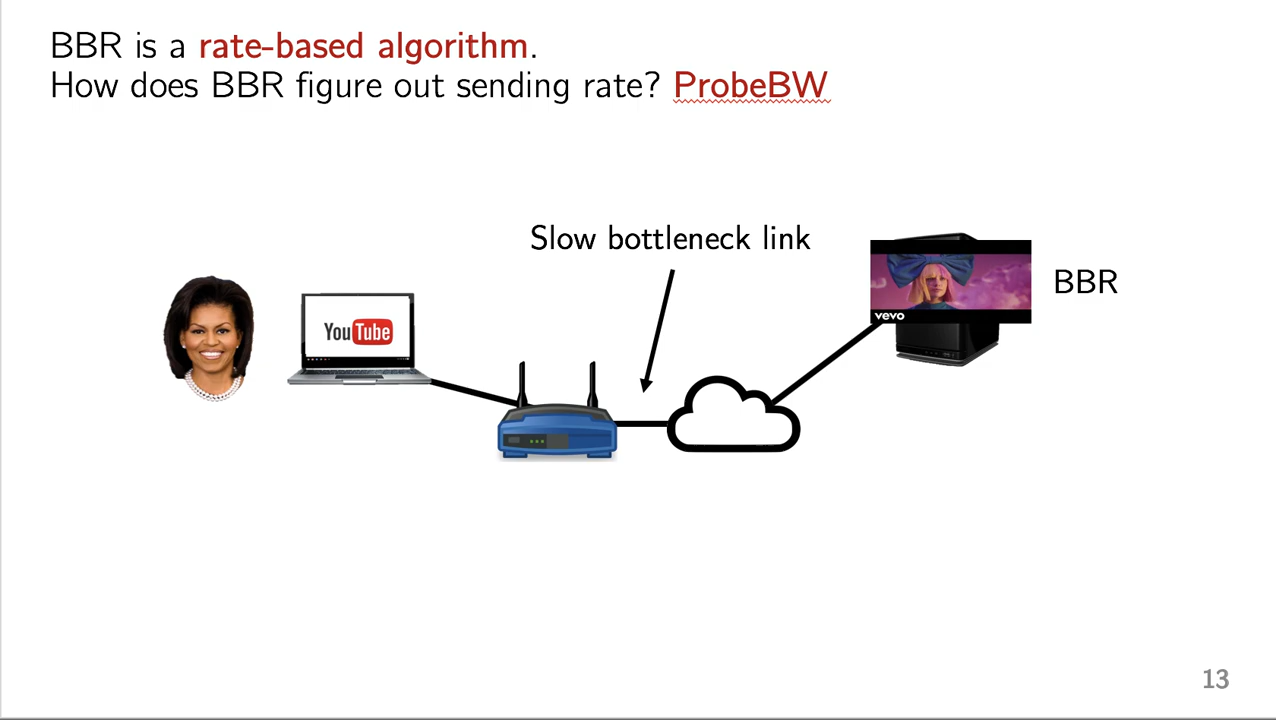 BBR is a rate-based algorithm.
How does BBR figure out sending rate? ProbeBW
Slow bottleneck link
BBR
YouTube
vevo
13